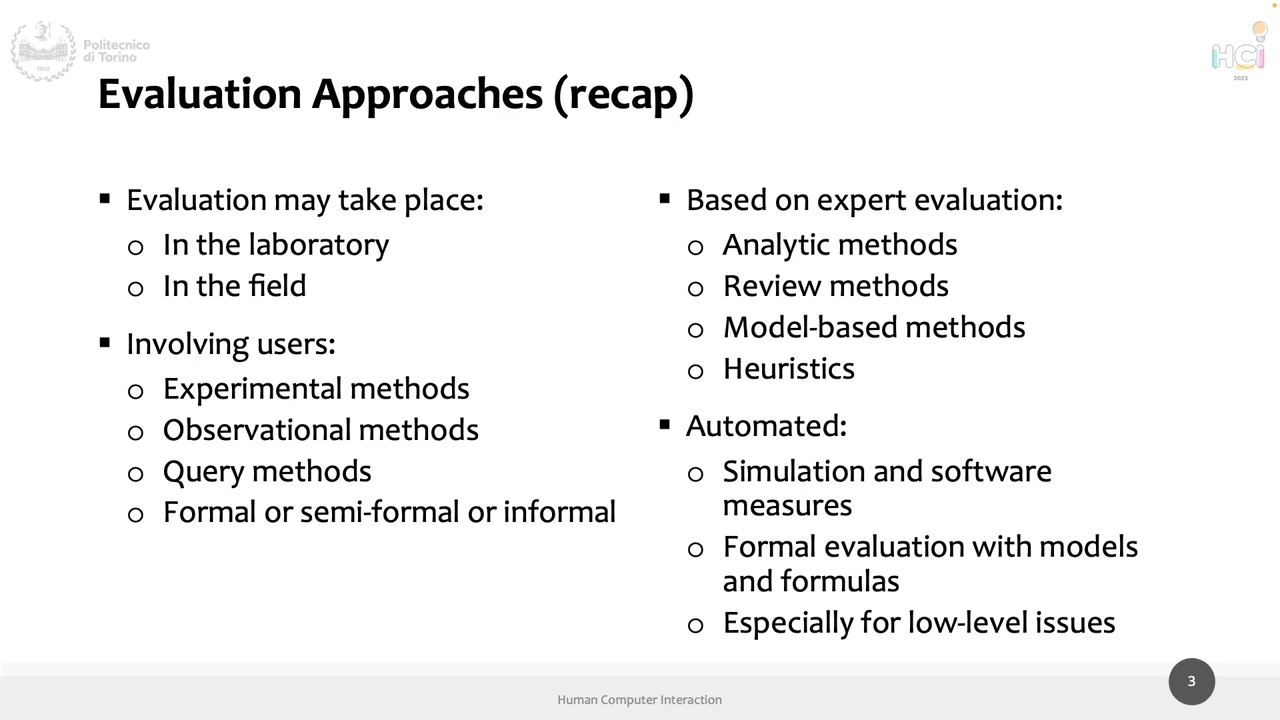 Politecnico
di Torino
1859
HCI
2023
Evaluation Approaches (recap)
▪ Evaluation may take place:
o In the laboratory
o In the field
▪ Involving users:
o Experimental methods
o Observational methods
o Query methods
o Formal or semi-formal or informal
▪ Based on expert evaluation:
o Analytic methods
o Review methods
o Model-based methods
o Heuristics
▪ Automated:
o Simulation and software
measures
o Formal evaluation with models
and formulas
o Especially for low-level issues
Human Computer Interaction
3